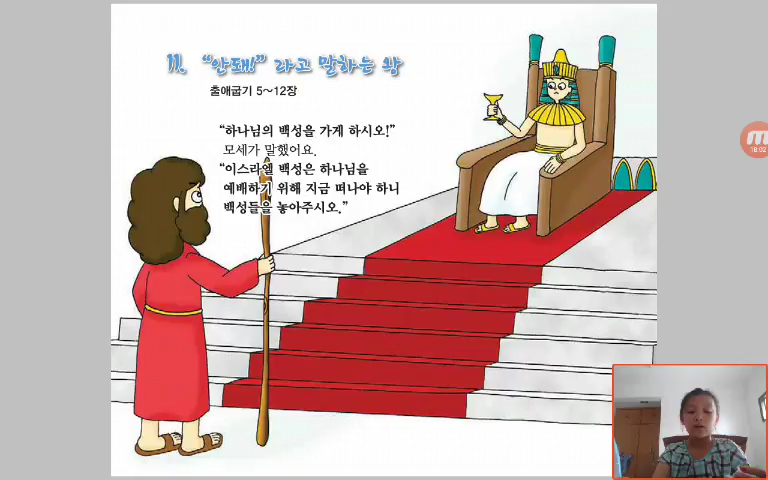 11. “안돼!” 라고 말하는 왕
출애굽기 5~12장
“하나님의 백성을 가게 하시오!”
모세가 말했어요.
“이스라엘 백성은 하나님을
예배하기 위해 지금 떠나야 하니
백성들을 놓아주시오.”
18:02